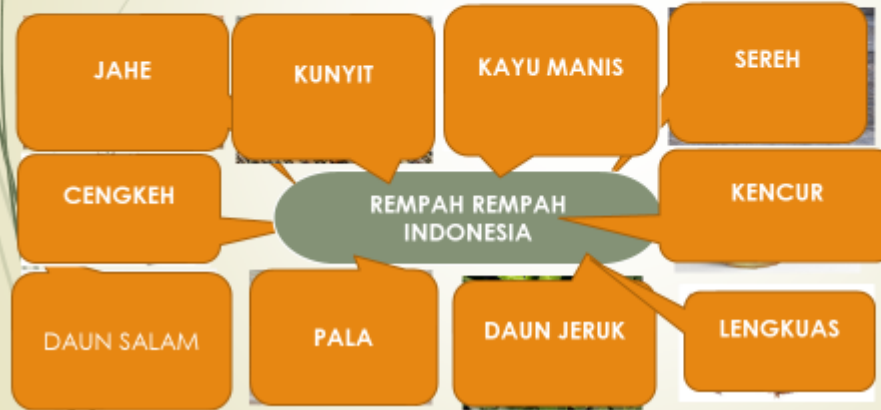 JAHE
KUNYIT
KAYU MANIS
SEREH
CENGKEH
REMPAH REMPAH
INDONESIA
KENCUR
DAUN SALAM
PALA
DAUN JERUK
LENGKUAS